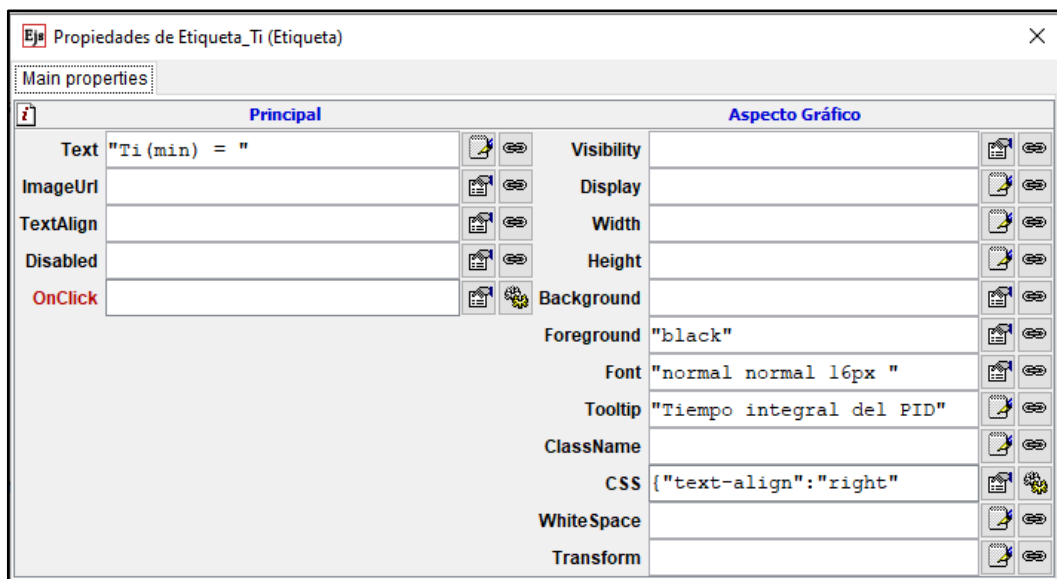 Ejs Propiedades de Etiqueta_Ti (Etiqueta)
Main properties
Principal
Text "Ti(min) = "
ImageUrl
TextAlign
Disabled
OnClick
Aspecto Gráfico
Visibility
Display
Width
Height
Background
Foreground "black"
Font "normal normal 16px "
Tooltip "Tiempo integral del PID"
ClassName
CSS {"text-align":"right"
WhiteSpace
Transform